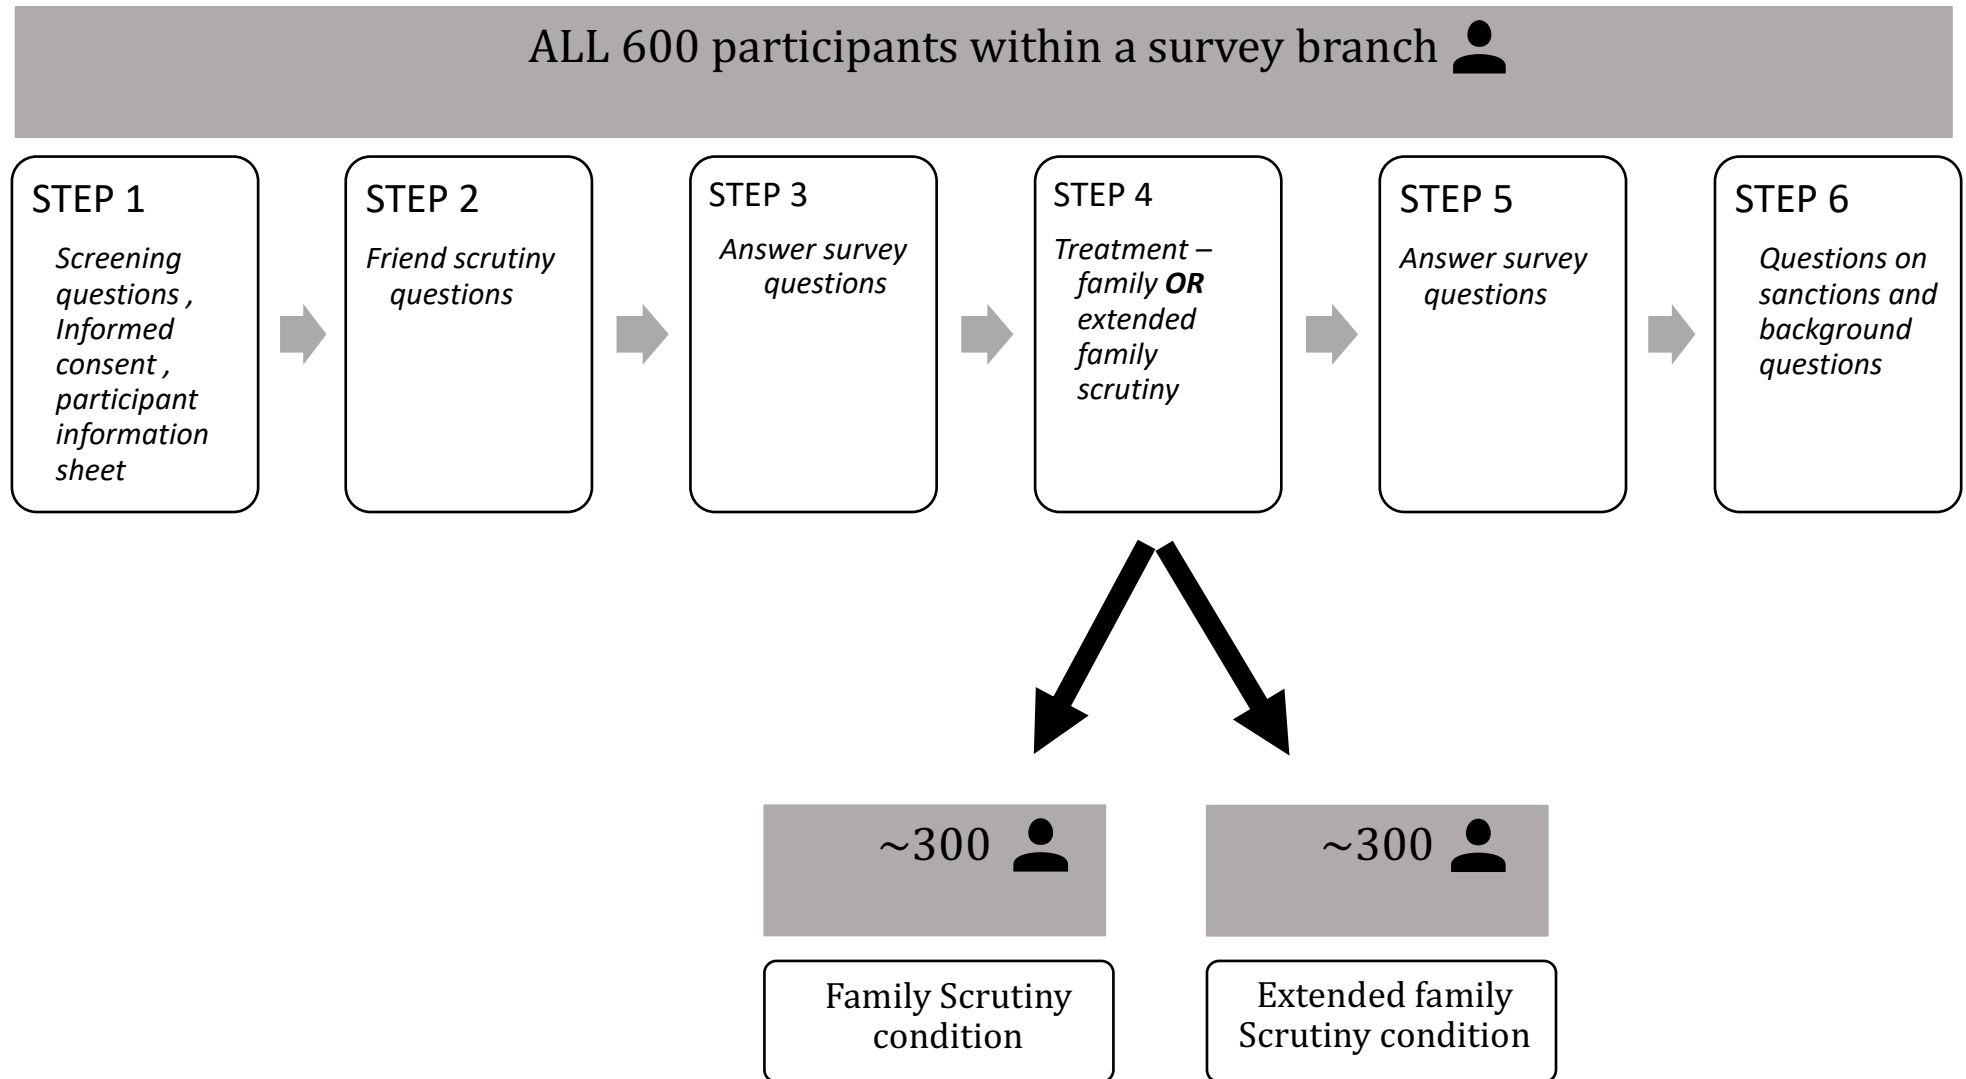 ALL 600 participants within a survey branch
STEP 1
Screening
questions ,
Informed
consent ,
participant
information
sheet
STEP 2
Friend scrutiny
questions
STEP 3
Answer survey
questions
STEP 4
Treatment –
family OR
extended
family
scrutiny
STEP 5
Answer survey
questions
STEP 6
Questions on
sanctions and
background
questions
~300
Family Scrutiny
condition
~300
Extended family
Scrutiny condition